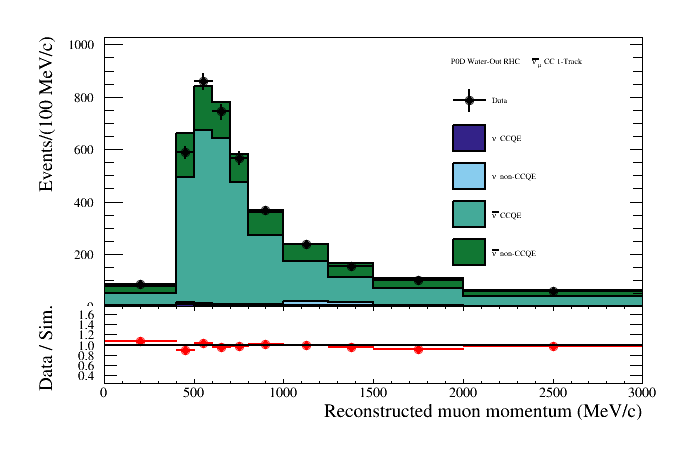 P0D Water-Out RHC ν̅μ CC 1-Track
Data
ν CCQE
ν non-CCQE
ν̅ CCQE
ν̅ non-CCQE
Events/(100 MeV/c)
1000
800
600
400
200
0
Data / Sim.
1.6
1.4
1.2
1.0
0.8
0.6
0.4
0 500 1000 1500 2000 2500 3000
Reconstructed muon momentum (MeV/c)